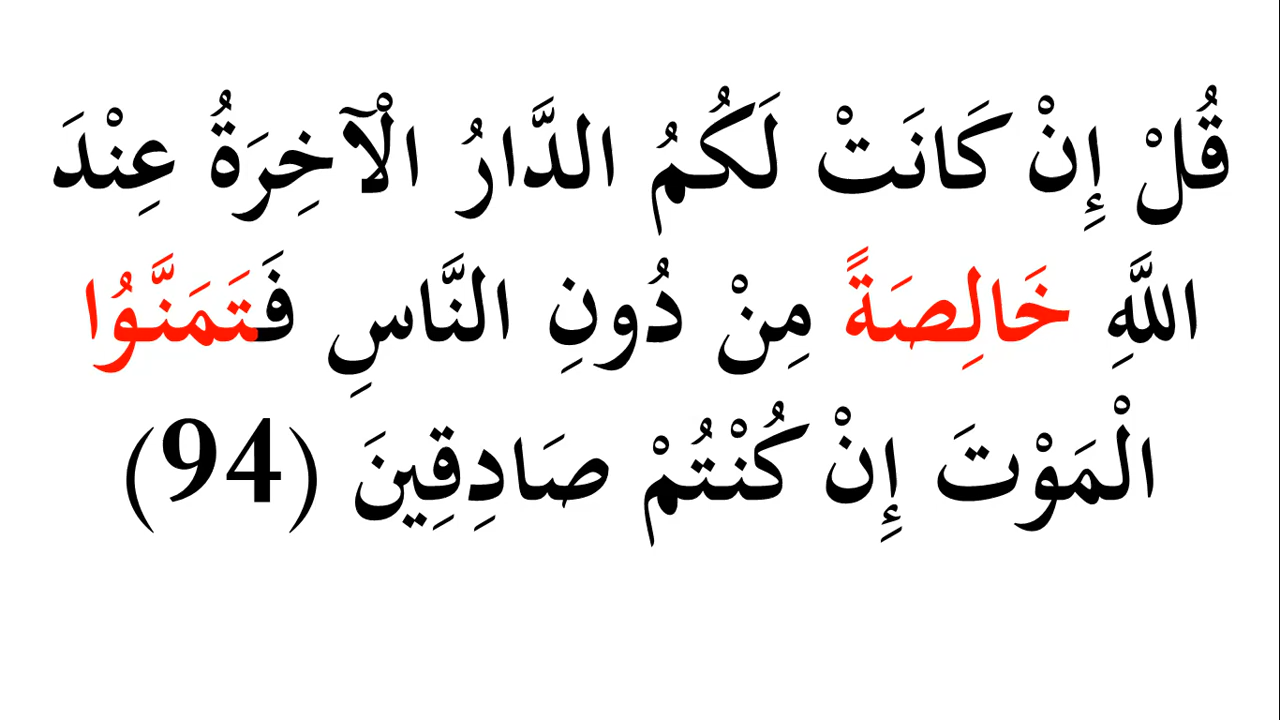 قُلْ إِنْ كَانَتْ لَكُمُ الدَّارُ الْآخِرَةُ عِنْدَ
اللَّهِ خَالِصَةً مِنْ دُونِ النَّاسِ فَتَمَنَّوُا
الْمَوْتَ إِنْ كُنْتُمْ صَادِقِينَ (94)